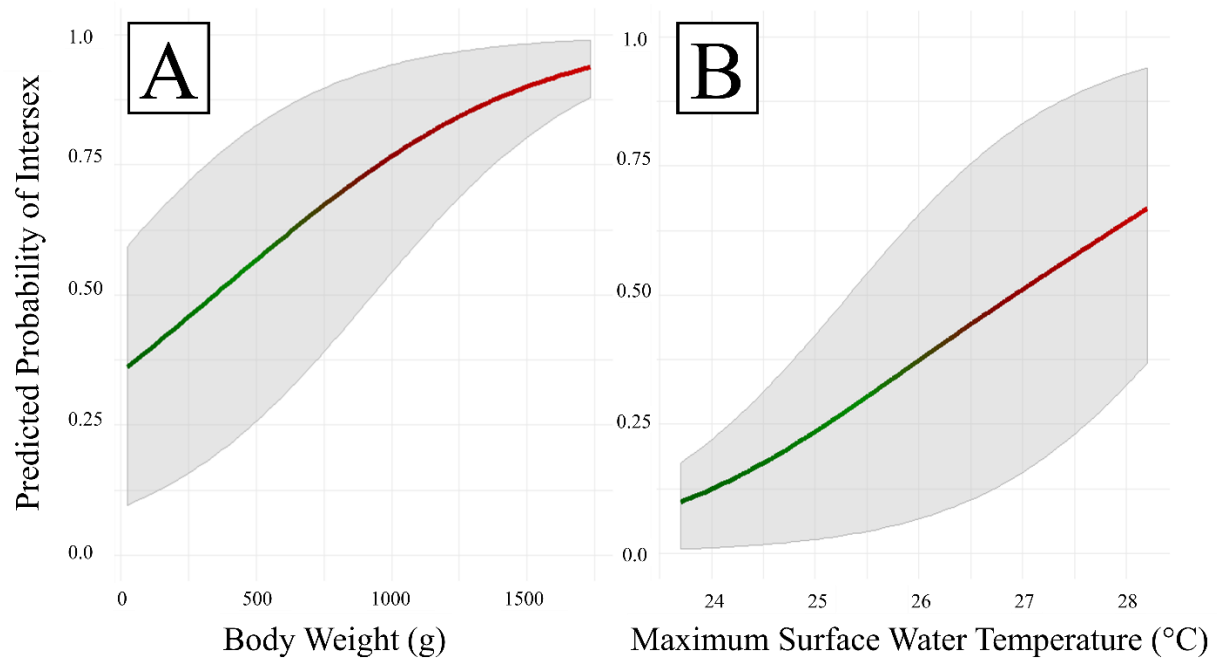 A
B
Predicted Probability of Intersex
1.0
0.75
0.50
0.25
0.0
0 500 1000 1500
Body Weight (g)
1.0
0.75
0.50
0.25
0.0
24 25 26 27 28
Maximum Surface Water Temperature (°C)